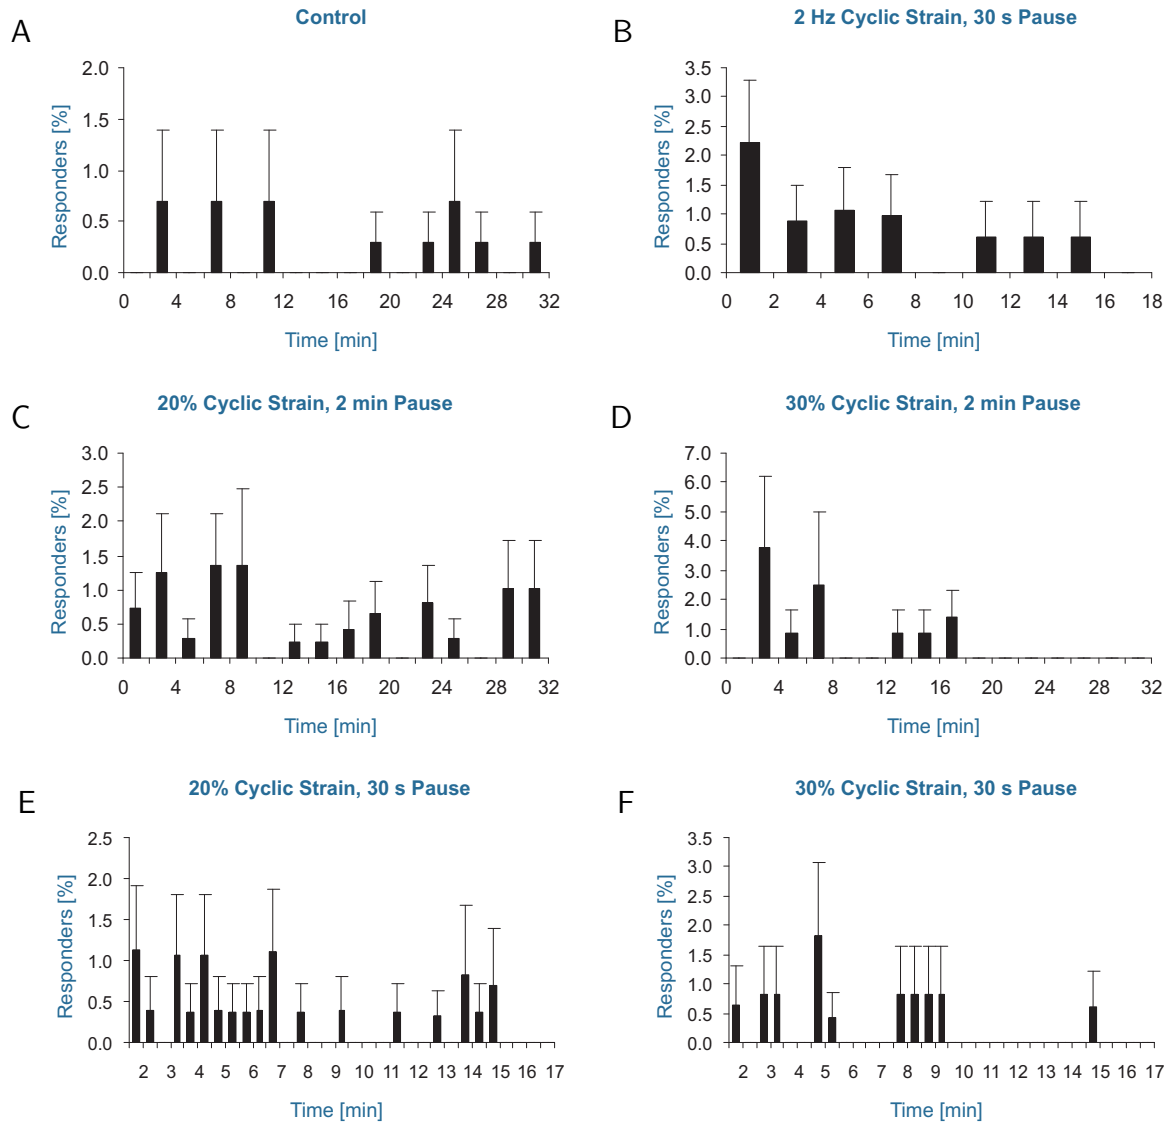 A
Control
2.0
1.5
1.0
0.5
0.0
Responders [%]
0 4 8 12 16 20 24 28 32
Time [min]
B
2 Hz Cyclic Strain, 30 s Pause
3.5
3.0
2.5
2.0
1.5
1.0
0.5
0.0
Responders [%]
0 2 4 6 8 10 12 14 16 18
Time [min]
C
20% Cyclic Strain, 2 min Pause
3.0
2.5
2.0
1.5
1.0
0.5
0.0
Responders [%]
0 4 8 12 16 20 24 28 32
Time [min]
D
30% Cyclic Strain, 2 min Pause
7.0
6.0
5.0
4.0
3.0
2.0
1.0
0.0
Responders [%]
0 4 8 12 16 20 24 28 32
Time [min]
E
20% Cyclic Strain, 30 s Pause
2.5
2.0
1.5
1.0
0.5
0.0
Responders [%]
2 3 4 5 6 7 8 9 10 11 12 13 14 15 16 17
Time [min]
F
30% Cyclic Strain, 30 s Pause
3.5
3.0
2.5
2.0
1.5
1.0
0.5
0.0
Responders [%]
2 3 4 5 6 7 8 9 10 11 12 13 14 15 16 17
Time [min]